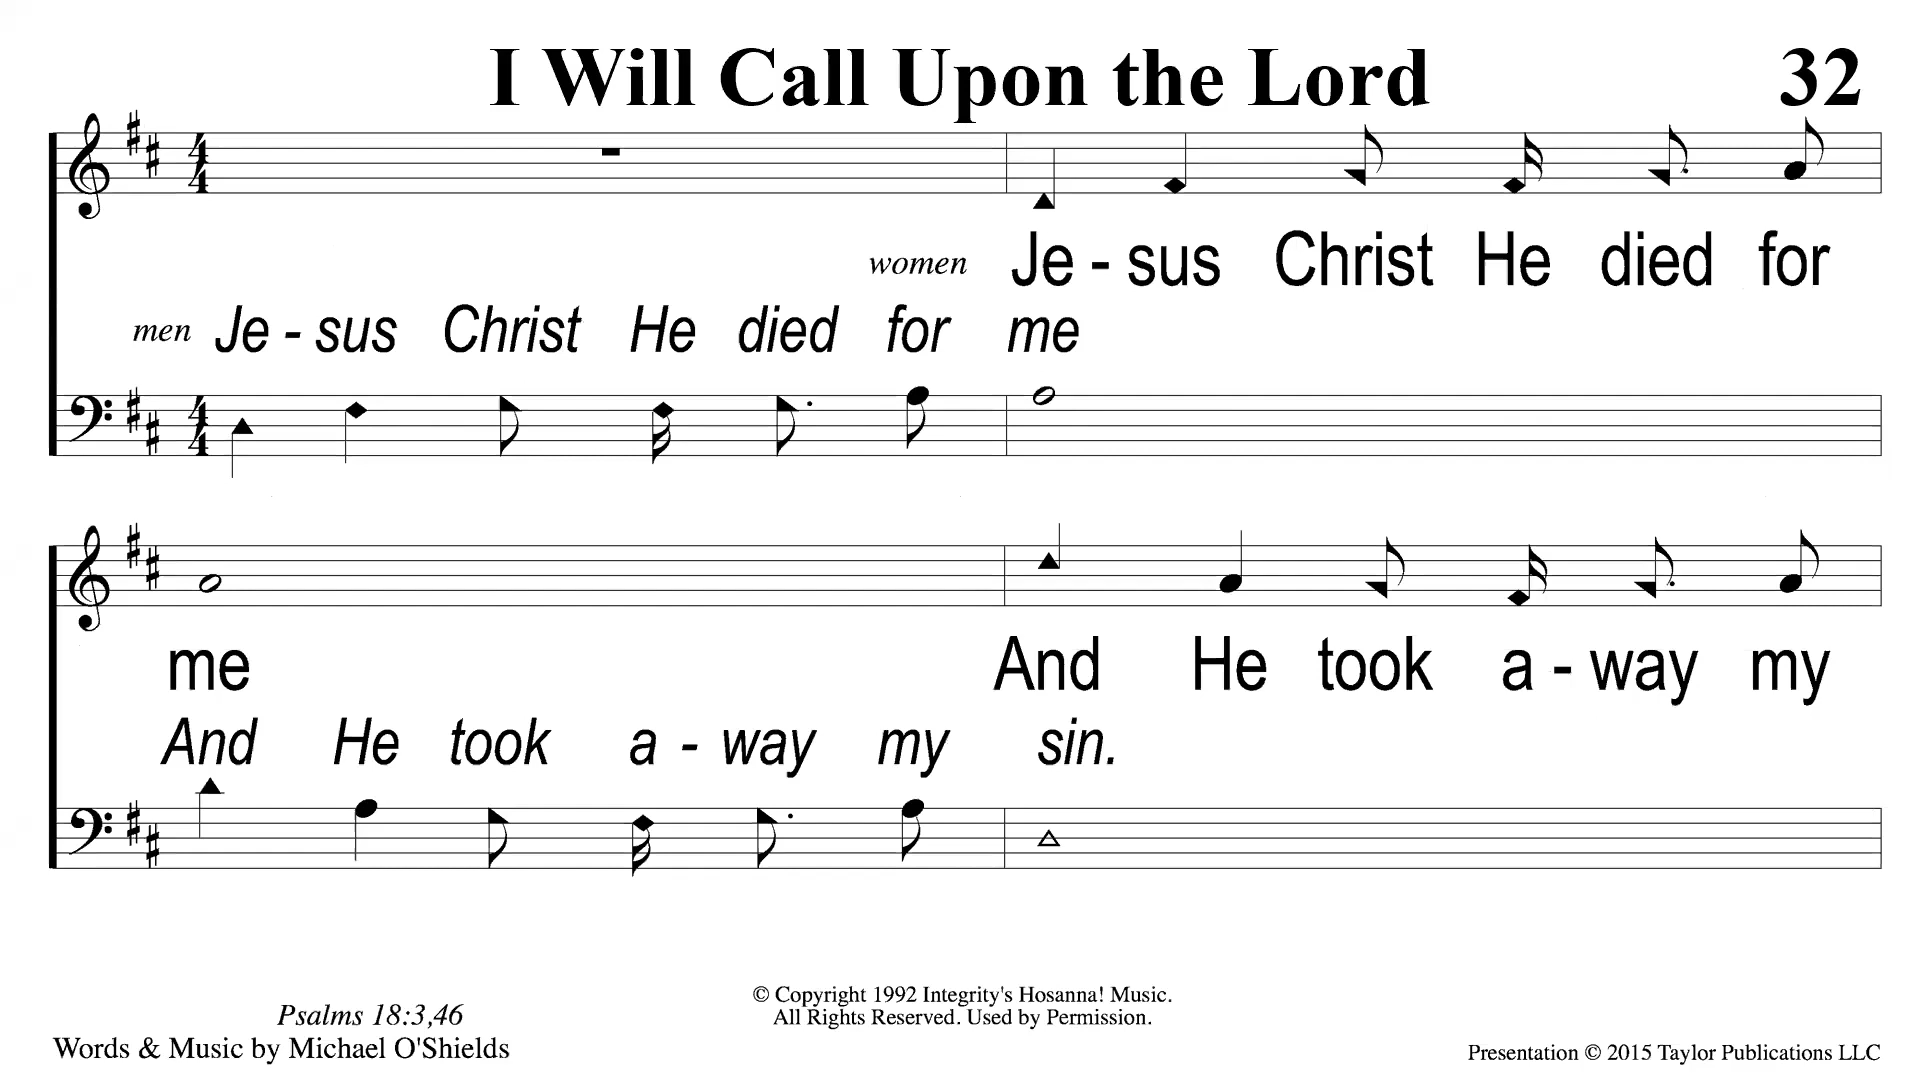 I Will Call Upon the Lord 32
women Je - sus Christ He died for
men Je - sus Christ He died for me
me And He took a - way my
And He took a - way my sin.
© Copyright 1992 Integrity's Hosanna! Music.
All Rights Reserved. Used by Permission.
Psalms 18:3,46
Words & Music by Michael O'Shields
Presentation © 2015 Taylor Publications LLC